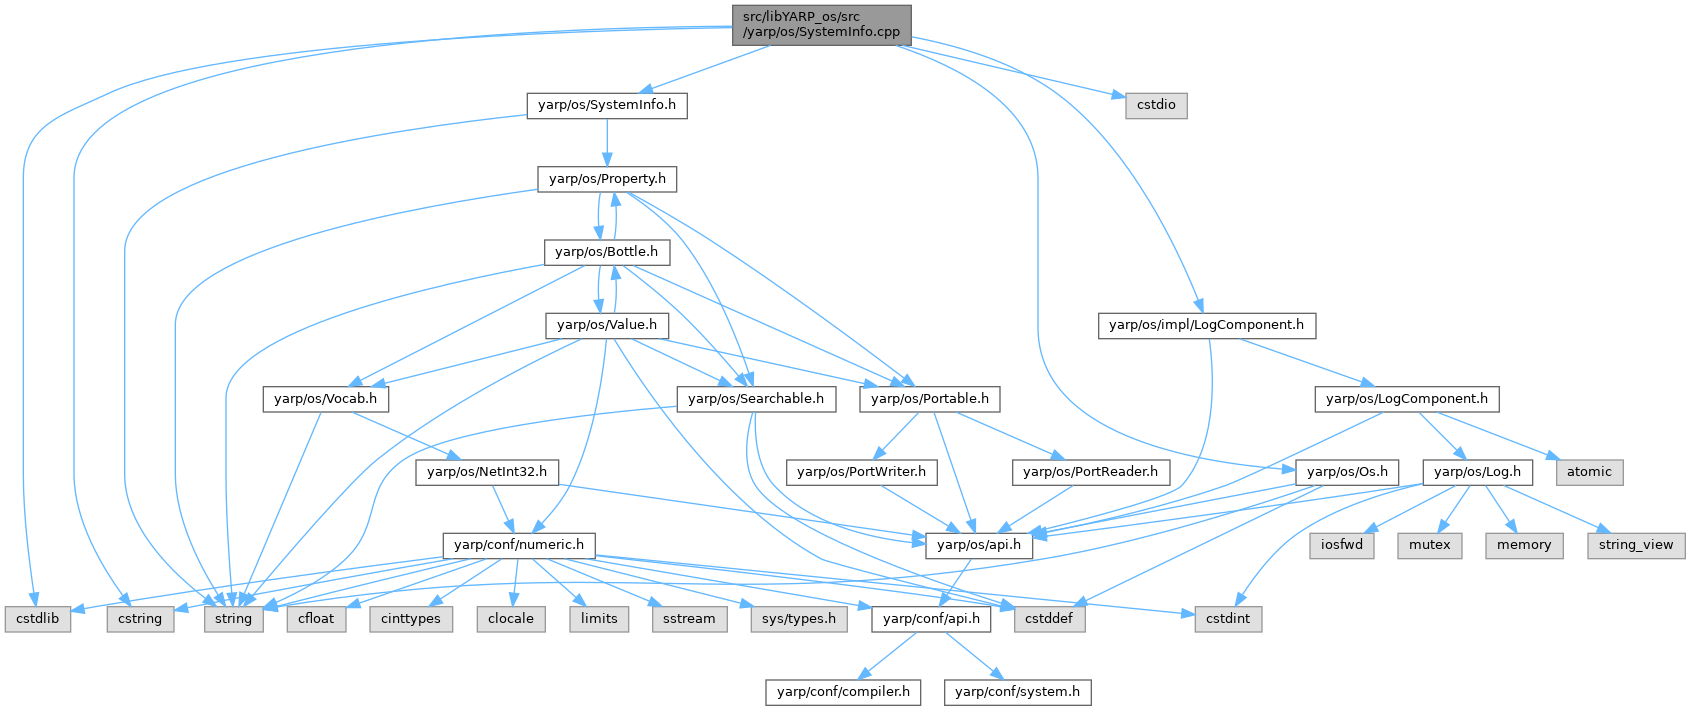 src/libYARP_os/src
/yarp/os/SystemInfo.cpp
yarp/os/SystemInfo.h
cstdio
yarp/os/Property.h
yarp/os/Bottle.h
yarp/os/Value.h
yarp/os/impl/LogComponent.h
yarp/os/Vocab.h
yarp/os/Searchable.h
yarp/os/Portable.h
yarp/os/LogComponent.h
yarp/os/NetInt32.h
yarp/os/PortWriter.h
yarp/os/PortReader.h
yarp/os/Os.h
yarp/os/Log.h
atomic
yarp/conf/numeric.h
yarp/os/api.h
iosfwd
mutex
memory
string_view
cstdlib
cstring
string
cfloat
cinttypes
clocale
limits
sstream
sys/types.h
yarp/conf/api.h
cstddef
cstdint
yarp/conf/compiler.h
yarp/conf/system.h